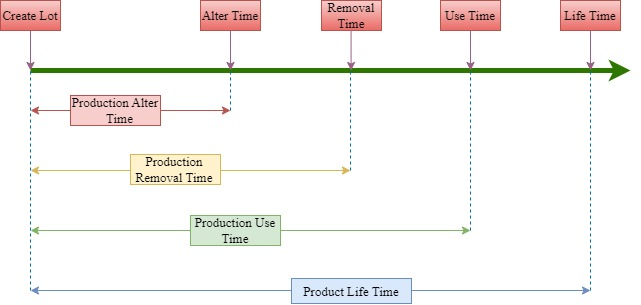 Create Lot
Alter Time
Removal
Time
Use Time
Life Time
Production Alter
Time
Production
Removal Time
Production Use
Time
Product Life Time